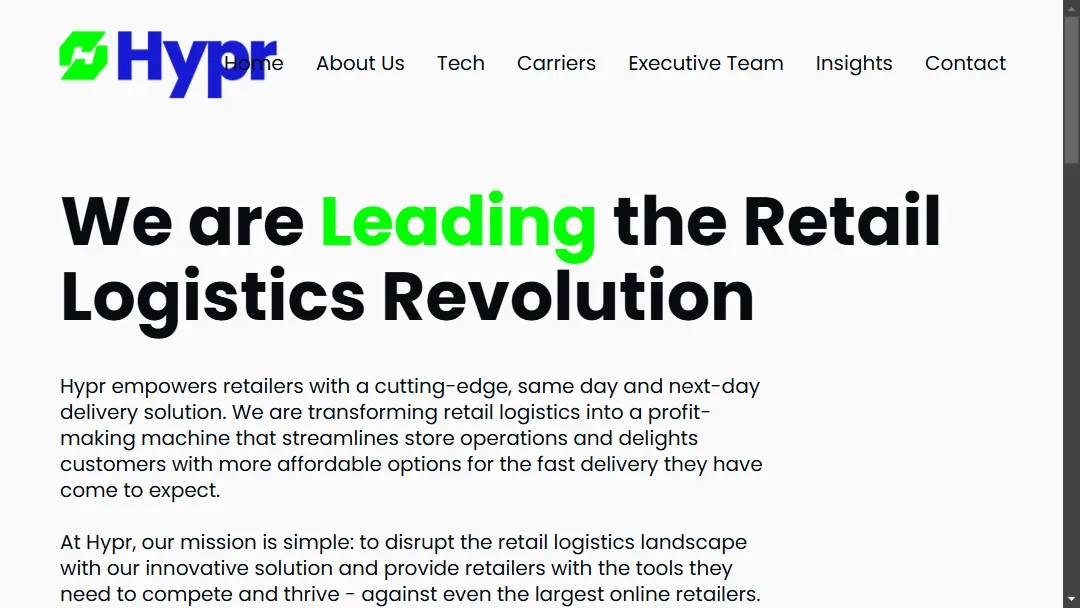 Hypr
Home About Us Tech Carriers Executive Team Insights Contact
We are Leading the Retail
Logistics Revolution
Hypr empowers retailers with a cutting-edge, same day and next-day
delivery solution. We are transforming retail logistics into a profit-
making machine that streamlines store operations and delights
customers with more affordable options for the fast delivery they have
come to expect.
At Hypr, our mission is simple: to disrupt the retail logistics landscape
with our innovative solution and provide retailers with the tools they
need to compete and thrive - against even the largest online retailers.